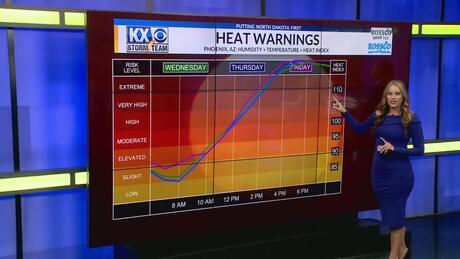 PUTTING NORTH DAKOTA FIRST
KX
STORM TEAM
HEAT WARNINGS
PHOENIX, AZ: HUMIDITY + TEMPERATURE = HEAT INDEX
ROSSCO
ROSSCO
RISK LEVEL
WEDNESDAY
THURSDAY
FRIDAY
HEAT INDEX
EXTREME
VERY HIGH
HIGH
MODERATE
ELEVATED
SLIGHT
LOW
110
100
95
90
85
8 AM
10 AM
12 PM
2 PM
4 PM
6 PM